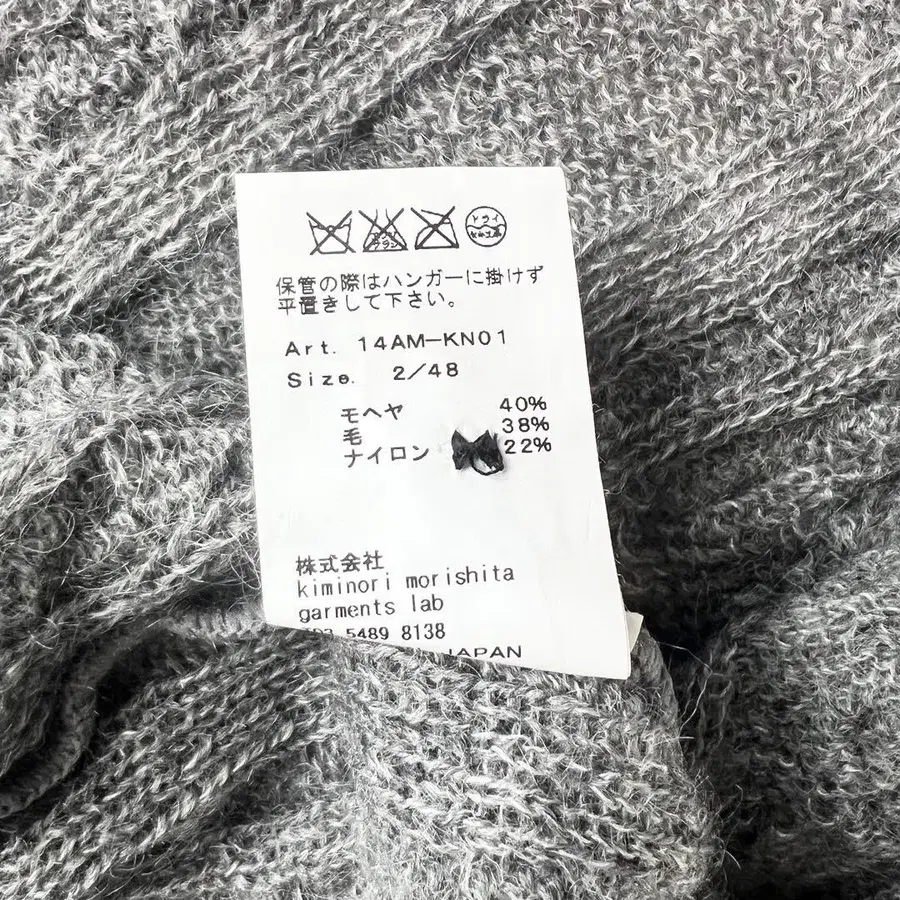 ドライ
保管の際はハンガーに掛けず
平置きして下さい。
Art. 14AM-KN01
Size. 2/48
モヘヤ 40%
毛 38%
ナイロン 22%
株式会社
kiminori morishita
garments lab
5489 8138
JAPAN